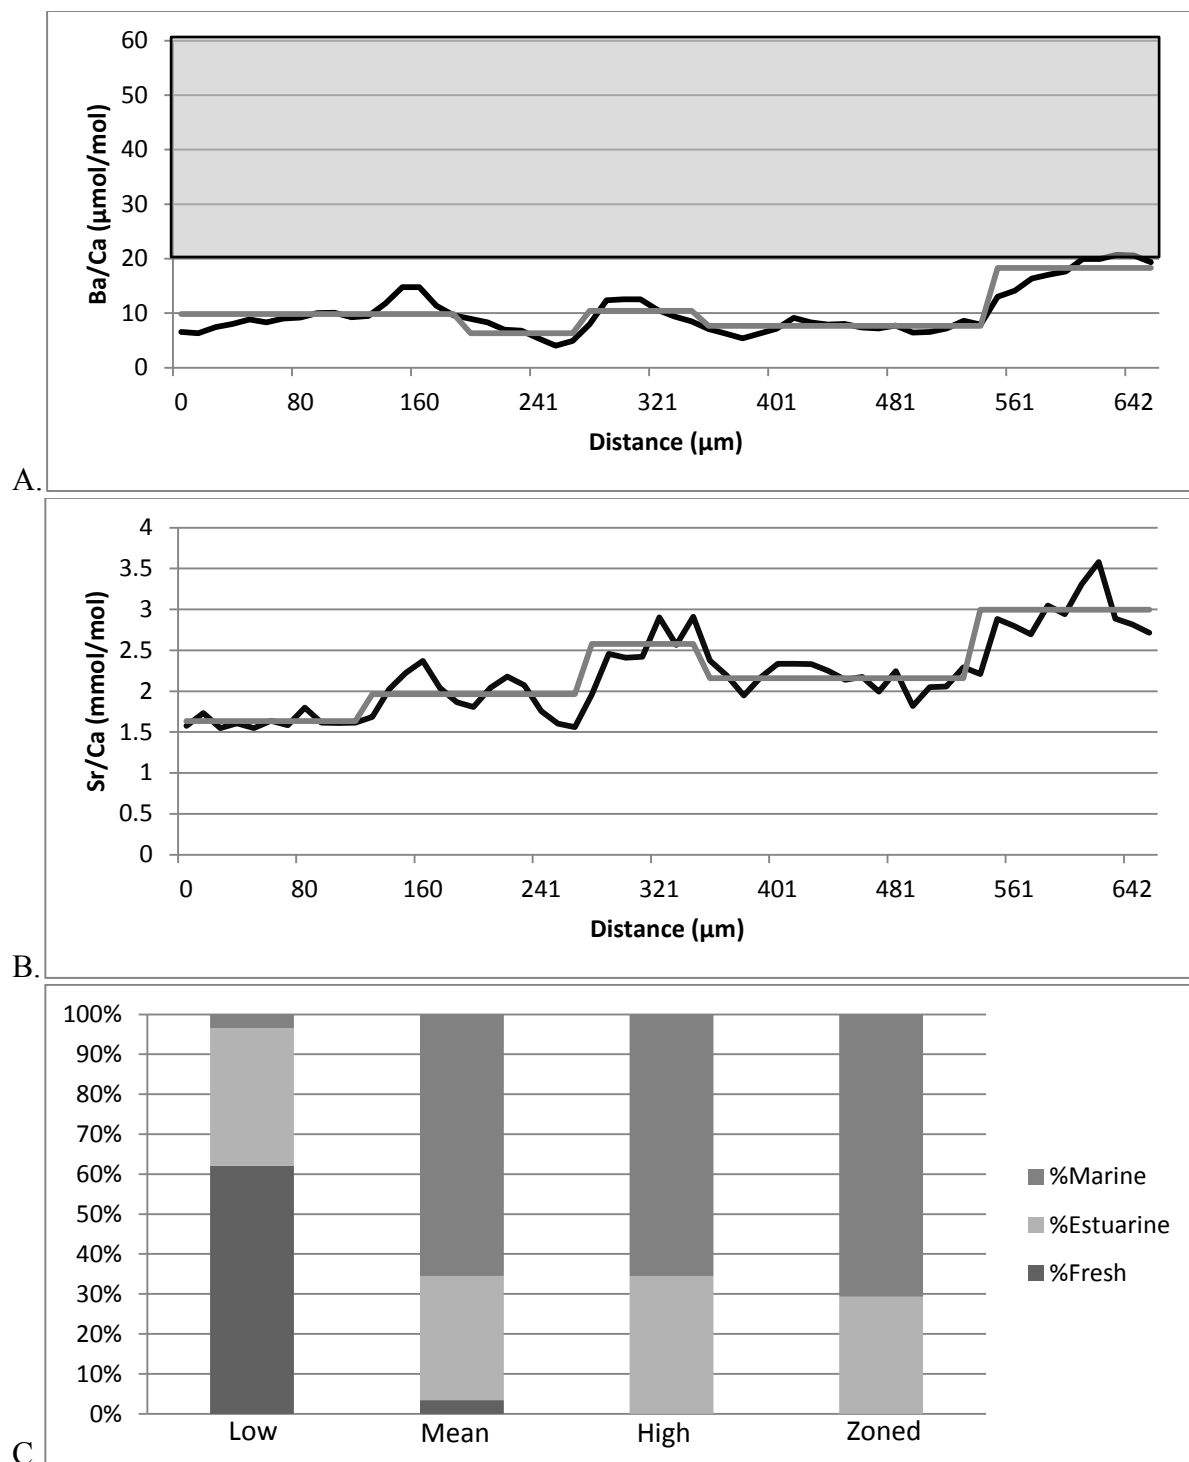 60
50
40
30
20
10
0
Ba/Ca (µmol/mol)
0 80 160 241 321 401 481 561 642
Distance (µm)
A.
4
3.5
3
2.5
2
1.5
1
0.5
0
Sr/Ca (mmol/mol)
0 80 160 241 321 401 481 561 642
Distance (µm)
B.
100%
90%
80%
70%
60%
50%
40%
30%
20%
10%
0%
Low Mean High Zoned
%Marine
%Estuarine
%Fresh
C